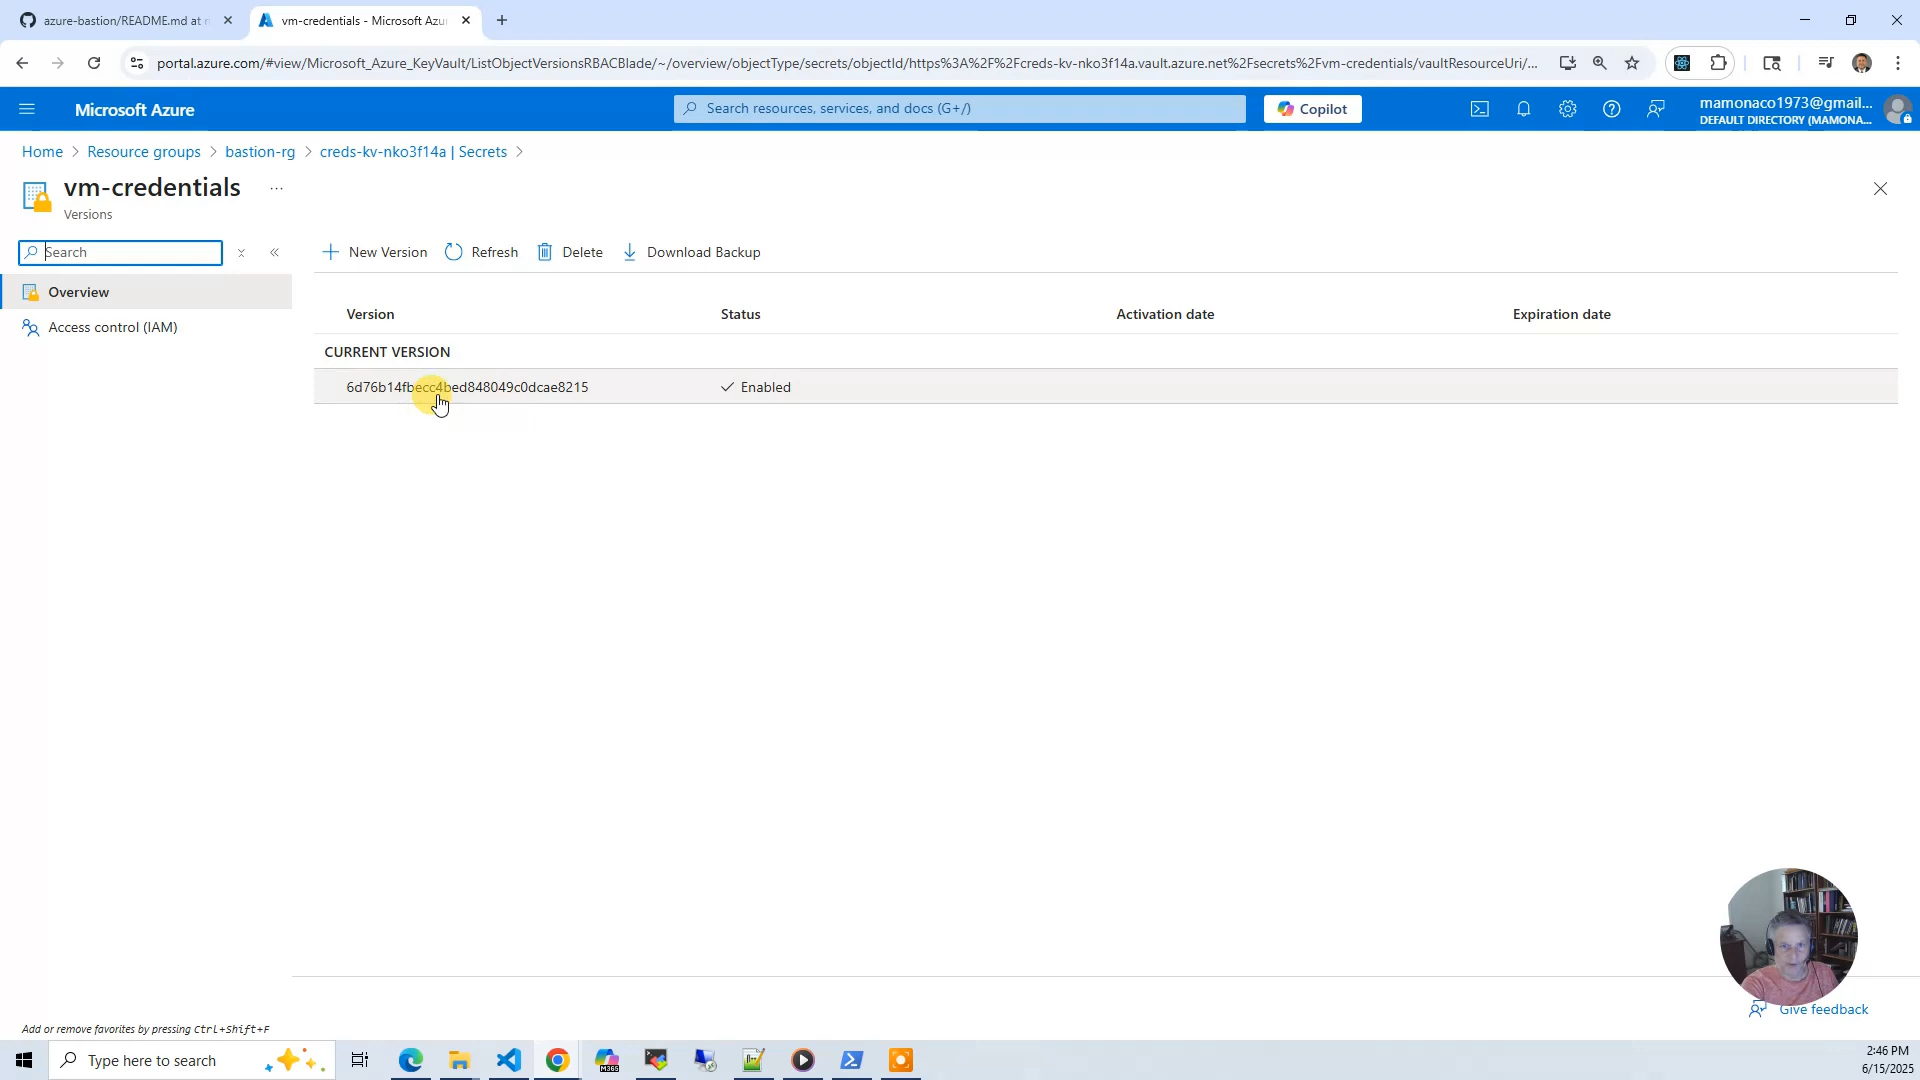 azure-bastion/README.md at m
vm-credentials - Microsoft Azu
portal.azure.com/#view/Microsoft_Azure_KeyVault/ListObjectVersionsRBACBlade/~/overview/objectType/secrets/objectId/https%3A%2F%2Fcreds-kv-nko3f14a.vault.azure.net%2Fsecrets%2Fvm-credentials/vaultResourceUri/...
Microsoft Azure
Search resources, services, and docs (G+/)
Copilot
mamonaco1973@gmail...
DEFAULT DIRECTORY (MAMONA...
Home > Resource groups > bastion-rg > creds-kv-nko3f14a | Secrets >
vm-credentials ...
Versions
Search
New Version
Refresh
Delete
Download Backup
Overview
Access control (IAM)
Version Status Activation date Expiration date
CURRENT VERSION
6d76b14fbecc4bed848049c0dcae8215 Enabled
Give feedback
Add or remove favorites by pressing Ctrl+Shift+F
Type here to search
M365
2:46 PM
6/15/2025